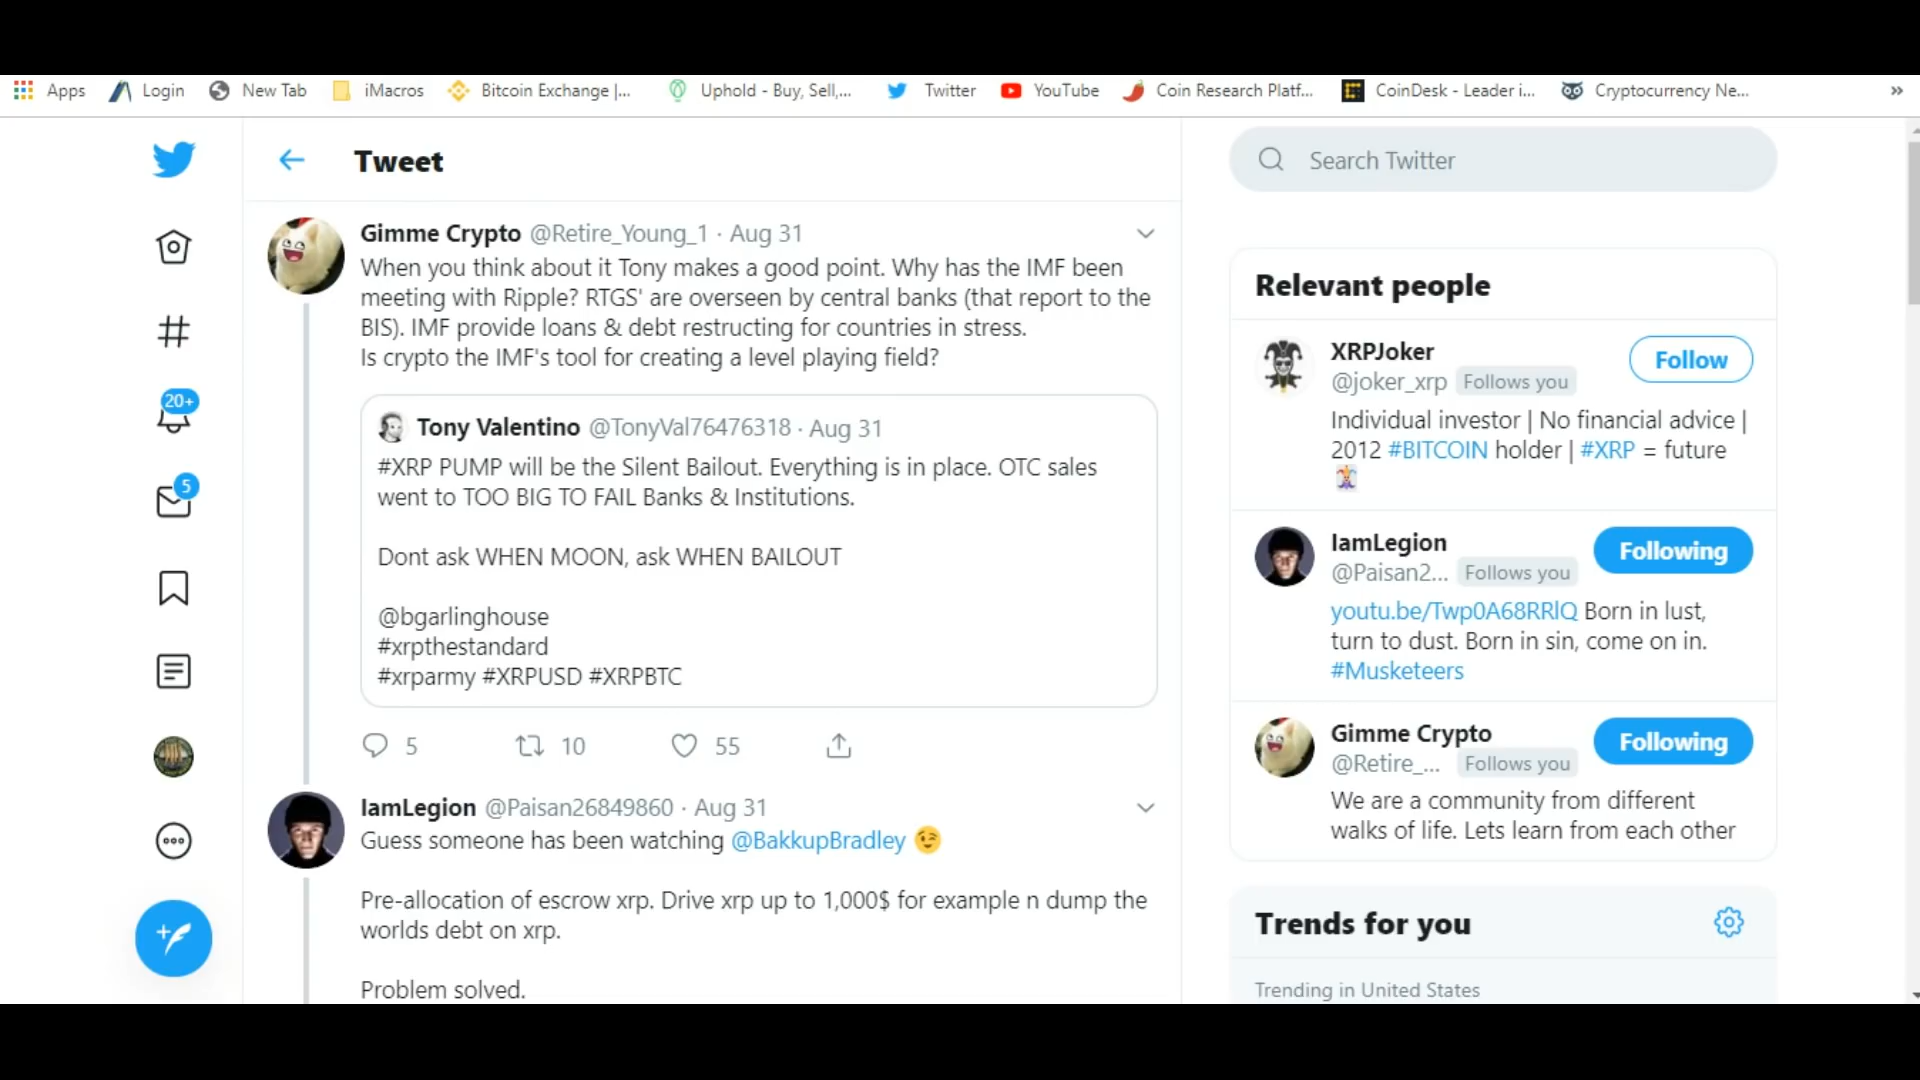 Apps
Login
New Tab
iMacros
Bitcoin Exchange |...
Uphold - Buy, Sell,...
Twitter
YouTube
Coin Research Platf...
CoinDesk - Leader i...
Cryptocurrency Ne...
»
Tweet
Search Twitter
Gimme Crypto @Retire_Young_1 · Aug 31
When you think about it Tony makes a good point. Why has the IMF been
meeting with Ripple? RTGS' are overseen by central banks (that report to the
BIS). IMF provide loans & debt restructing for countries in stress.
Is crypto the IMF's tool for creating a level playing field?
Tony Valentino @TonyVal76476318 · Aug 31
#XRP PUMP will be the Silent Bailout. Everything is in place. OTC sales
went to TOO BIG TO FAIL Banks & Institutions.
Dont ask WHEN MOON, ask WHEN BAILOUT
@bgarlinghouse
#xrpthestandard
#xrparmy #XRPUSD #XRPBTC
5
10
55
IamLegion @Paisan26849860 · Aug 31
Guess someone has been watching @BakkupBradley 😉
Pre-allocation of escrow xrp. Drive xrp up to 1,000$ for example n dump the
worlds debt on xrp.
Problem solved.
20+
5
Relevant people
XRPJoker
@joker_xrp Follows you
Follow
Individual investor | No financial advice |
2012 #BITCOIN holder | #XRP = future
🃏
IamLegion
@Paisan2... Follows you
Following
youtu.be/Twp0A68RRlQ Born in lust,
turn to dust. Born in sin, come on in.
#Musketeers
Gimme Crypto
@Retire_... Follows you
Following
We are a community from different
walks of life. Lets learn from each other
Trends for you
Trending in United States